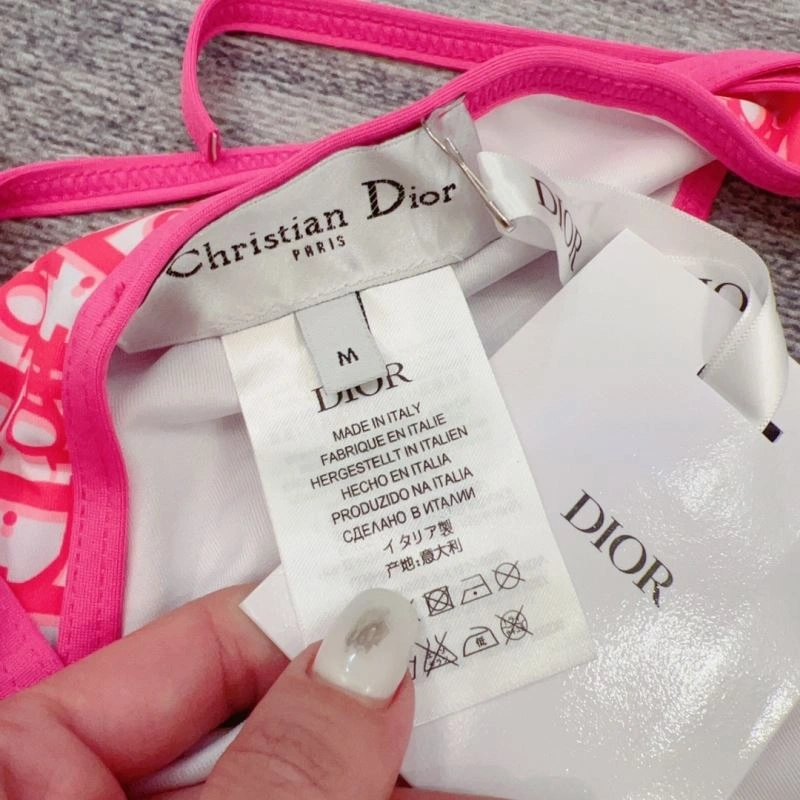 Christian Dior
PARIS
M
DIOR
MADE IN ITALY
FABRIQUE EN ITALIE
HERGESTELLT IN ITALIEN
HECHO EN ITALIA
PRODUZIDO NA ITALIA
СДЕЛАНО В ИТАЛИИ
イタリア製
产地:意大利
低
DIOR
DIOR